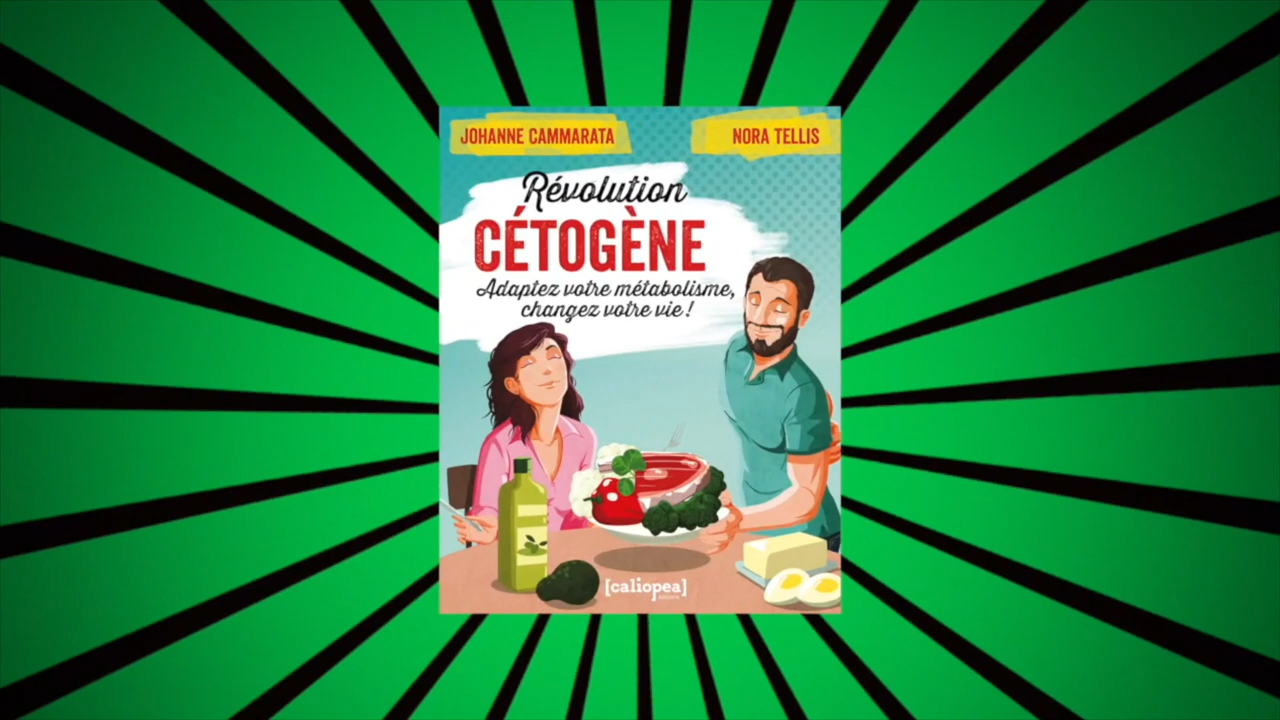 JOHANNE CAMMARATA
NORA TELLIS
Révolution
CÉTOGÈNE
Adaptez votre métabolisme,
changez votre vie !
[caliopea]